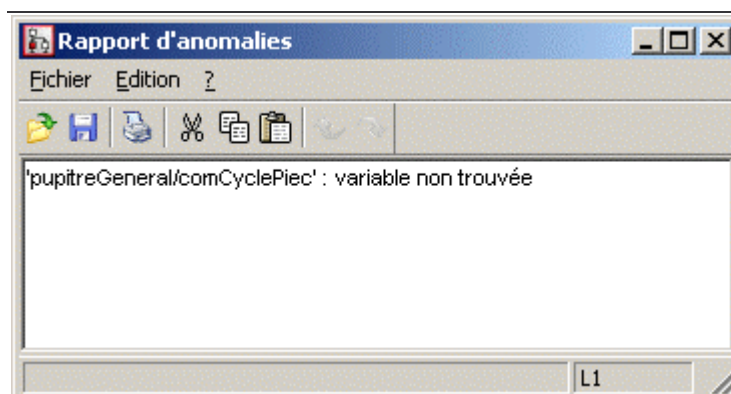 Rapport d'anomalies
Fichier Edition ?
'pupitreGeneral/comCyclePiec' : variable non trouvée
L1